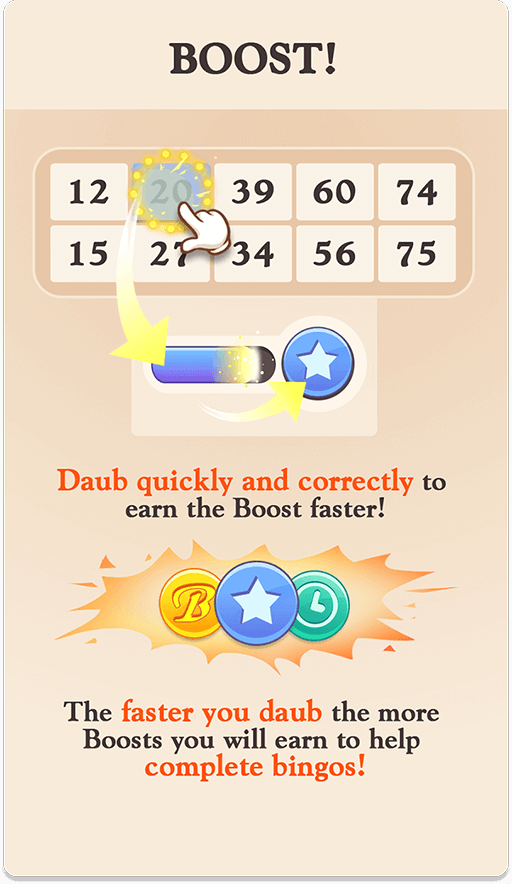 BOOST!
12 20 39 60 74
15 27 34 56 75
Daub quickly and correctly to
earn the Boost faster!
B
The faster you daub the more
Boosts you will earn to help
complete bingos!